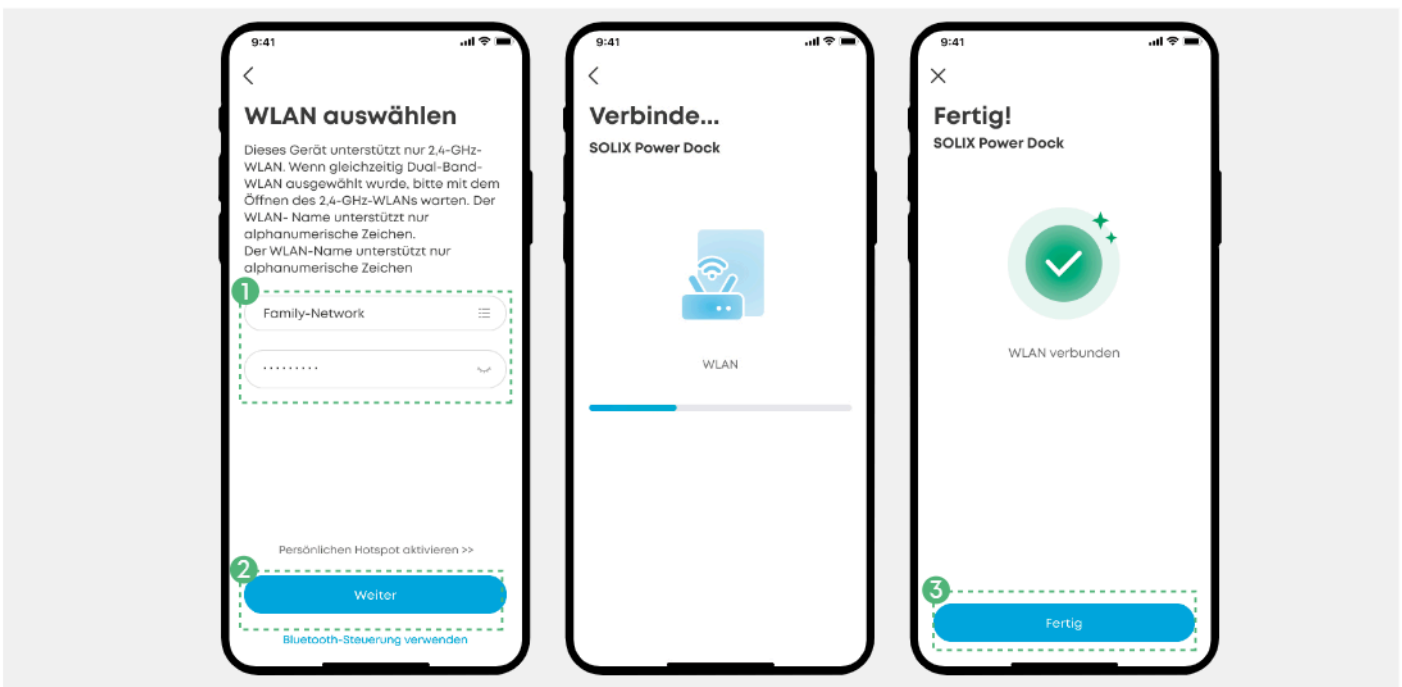 9:41
WLAN auswählen
Dieses Gerät unterstützt nur 2,4-GHz-
WLAN. Wenn gleichzeitig Dual-Band-
WLAN ausgewählt wurde, bitte mit dem
Öffnen des 2,4-GHz-WLANs warten. Der
WLAN- Name unterstützt nur
alphanumerische Zeichen.
Der WLAN-Name unterstützt nur
alphanumerische Zeichen
1
Family-Network
.........
Persönlichen Hotspot aktivieren >>
2
Weiter
Bluetooth-Steuerung verwenden
9:41
Verbinde...
SOLIX Power Dock
WLAN
9:41
Fertig!
SOLIX Power Dock
WLAN verbunden
3
Fertig